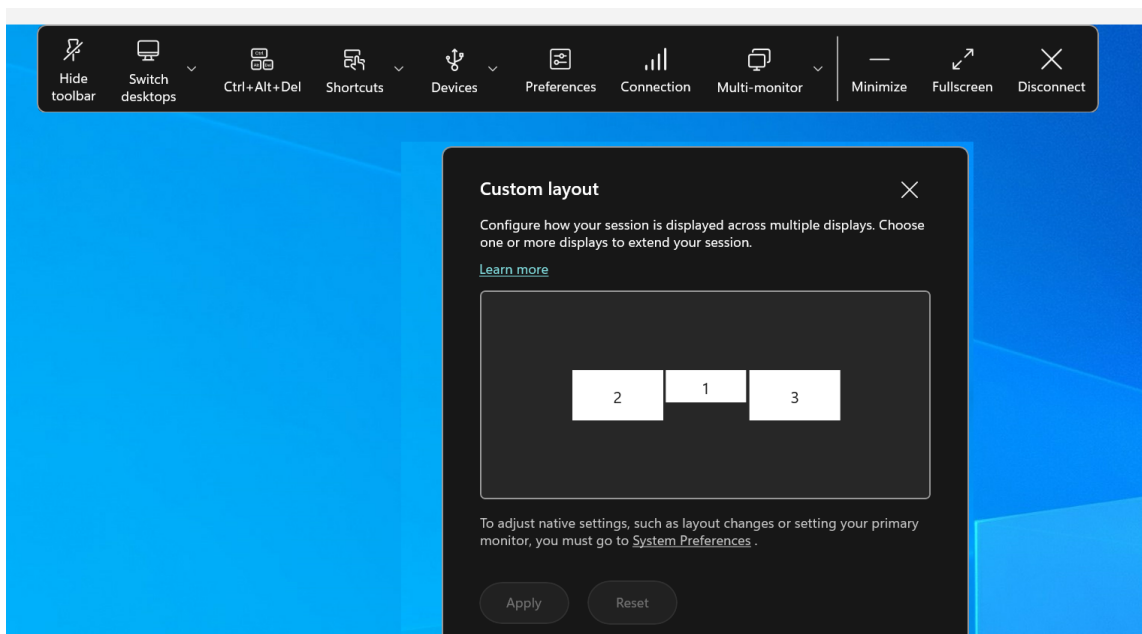 Hide
toolbar
Switch
desktops
Ctrl
Alt Del
Ctrl+Alt+Del
Shortcuts
Devices
Preferences
Connection
Multi-monitor
Minimize
Fullscreen
Disconnect
Custom layout
Configure how your session is displayed across multiple displays. Choose
one or more displays to extend your session.
Learn more
2 1 3
To adjust native settings, such as layout changes or setting your primary
monitor, you must go to System Preferences .
Apply Reset